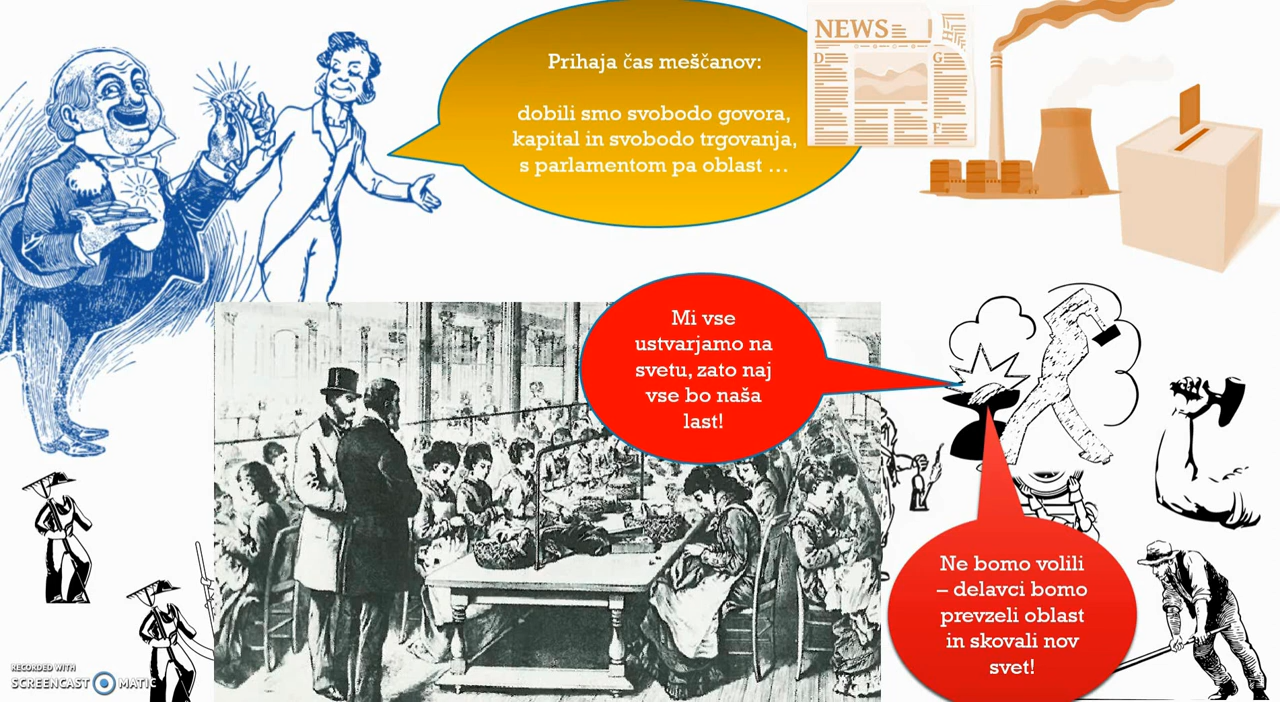 Prihaja čas meščanov:
dobili smo svobodo govora,
kapital in svobodo trgovanja,
s parlamentom pa oblast ...
NEWS
D
G
F
Mi vse
ustvarjamo na
svetu, zato naj
vse bo naša
last!
Ne bomo volili
– delavci bomo
prevzeli oblast
in skovali nov
svet!
RECORDED WITH
SCREENCAST MATIC